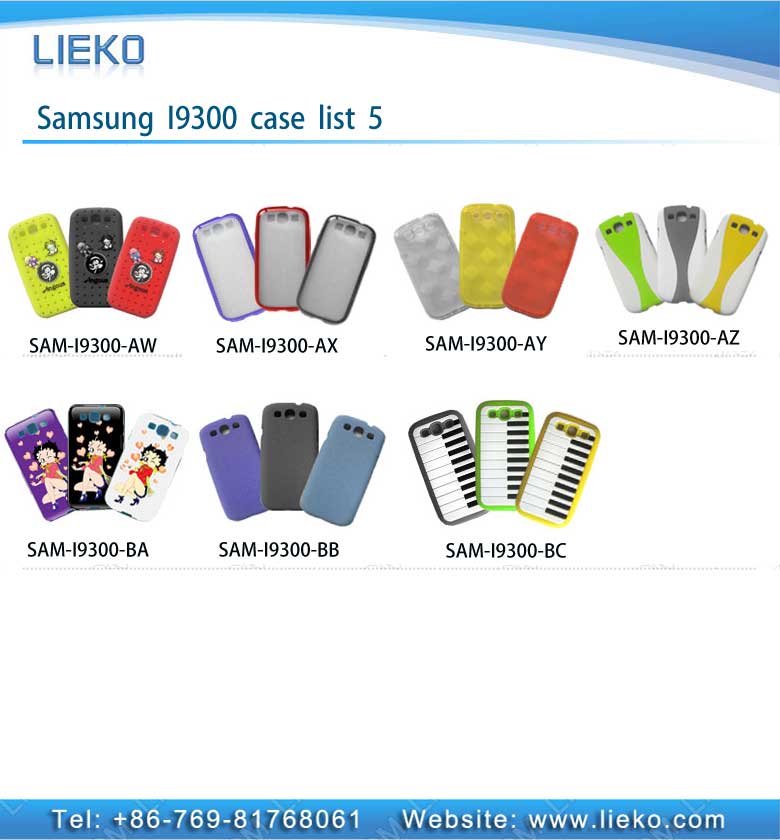 LIEKO
Samsung I9300 case list 5
SAM-I9300-AW
SAM-I9300-AX
SAM-I9300-AY
SAM-I9300-AZ
SAM-I9300-BA
SAM-I9300-BB
SAM-I9300-BC
Tel: +86-769-81768061 Website: www.lieko.com